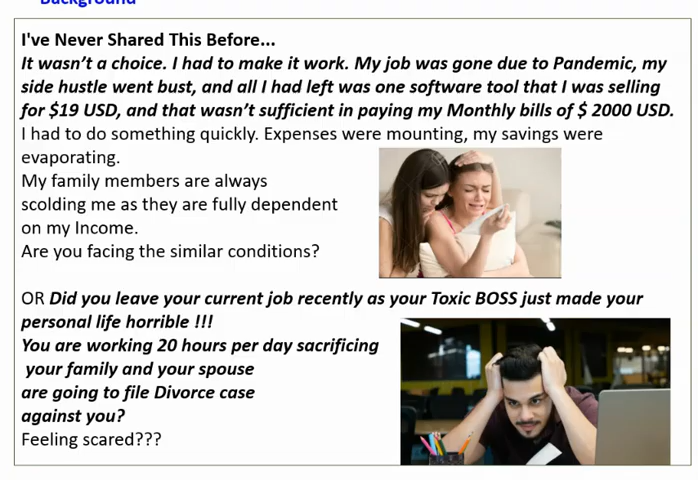 Background
I've Never Shared This Before...
It wasn't a choice. I had to make it work. My job was gone due to Pandemic, my
side hustle went bust, and all I had left was one software tool that I was selling
for $19 USD, and that wasn't sufficient in paying my Monthly bills of $ 2000 USD.
I had to do something quickly. Expenses were mounting, my savings were
evaporating.
My family members are always
scolding me as they are fully dependent
on my Income.
Are you facing the similar conditions?
OR Did you leave your current job recently as your Toxic BOSS just made your
personal life horrible !!!
You are working 20 hours per day sacrificing
your family and your spouse
are going to file Divorce case
against you?
Feeling scared???